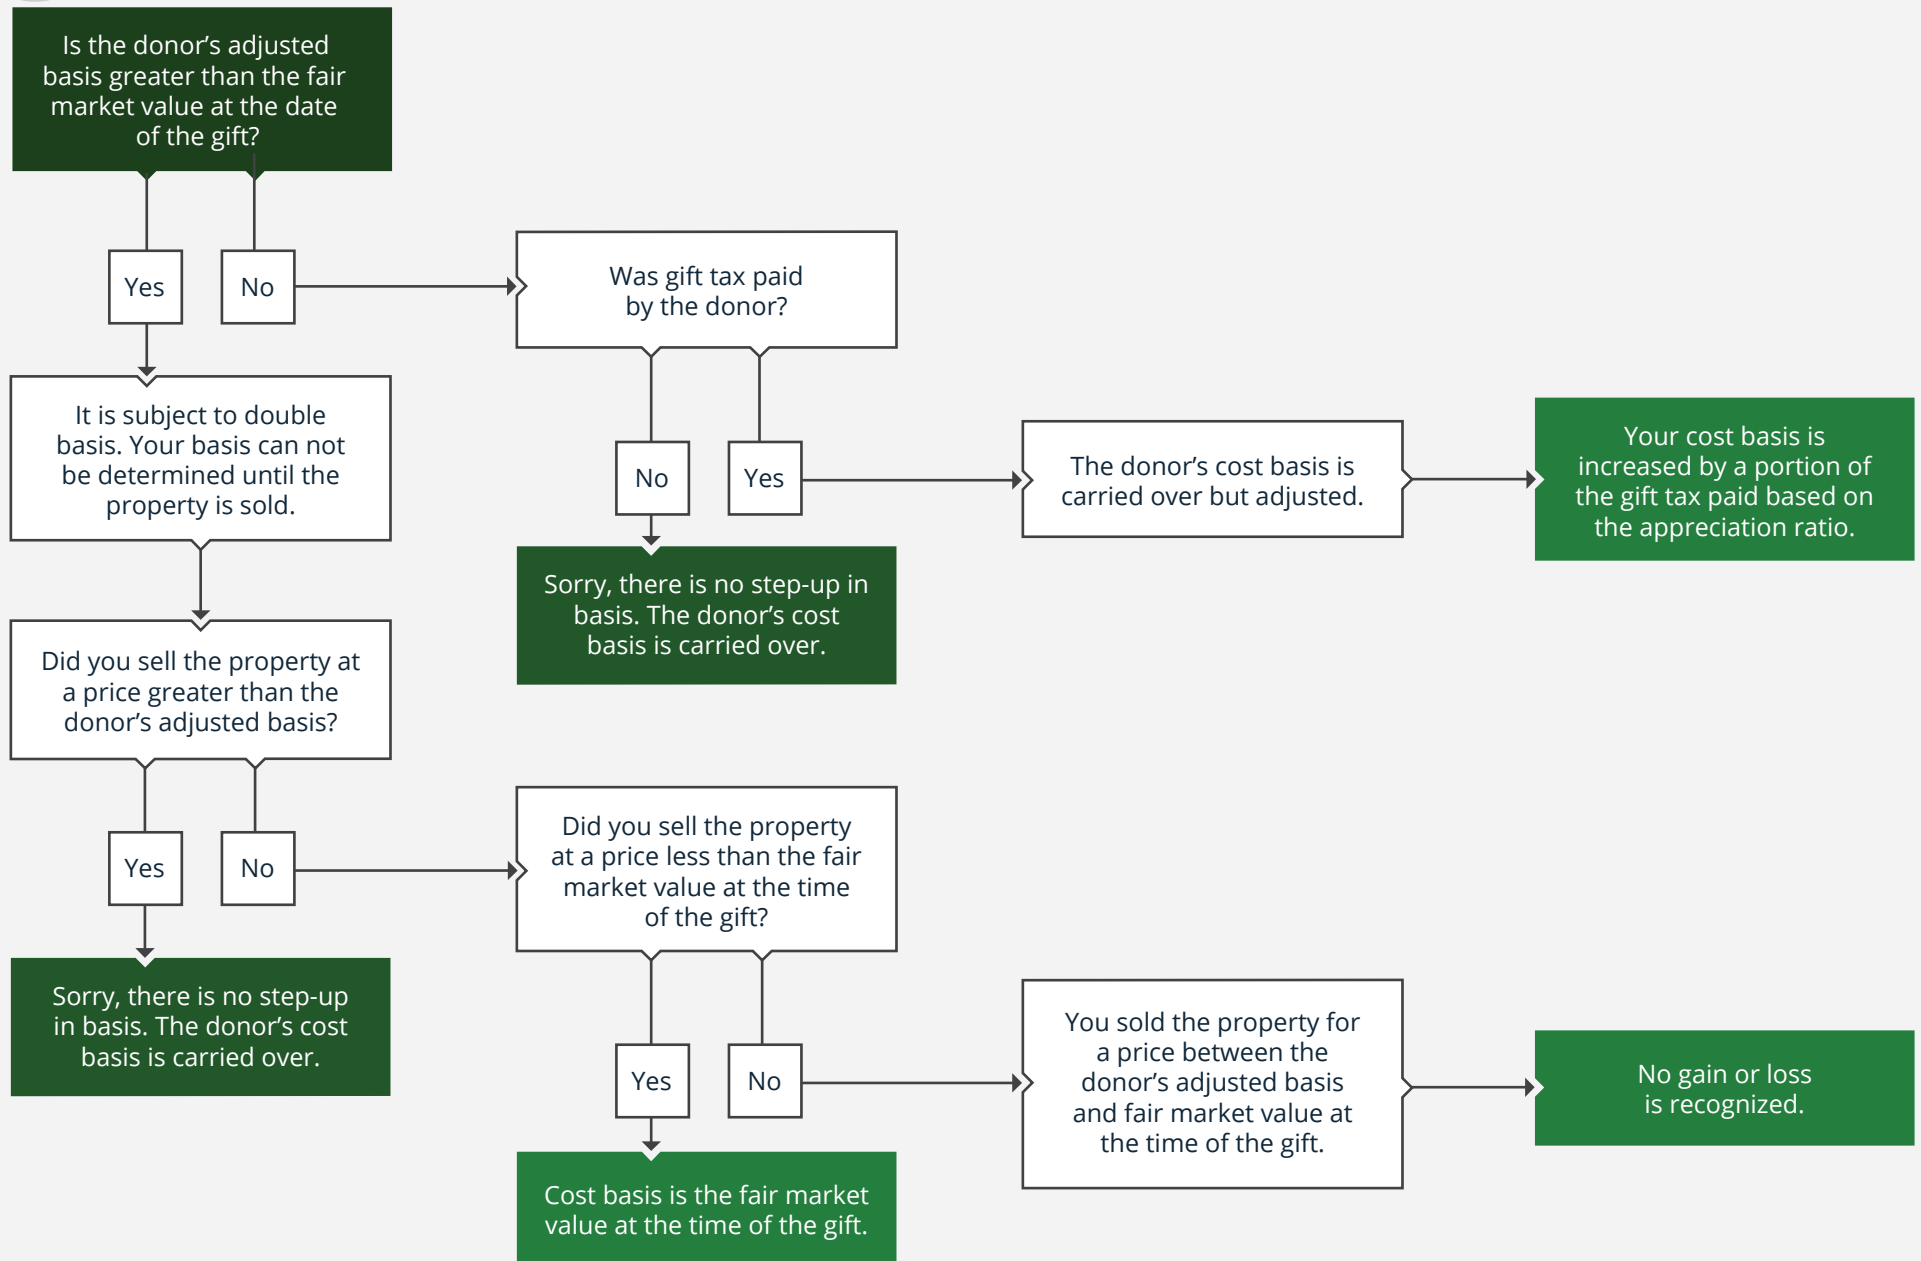 Is the donor’s adjusted
basis greater than the fair
market value at the date
of the gift?
Yes
No
Was gift tax paid
by the donor?
It is subject to double
basis. Your basis can not
be determined until the
property is sold.
No
Yes
The donor’s cost basis is
carried over but adjusted.
Your cost basis is
increased by a portion of
the gift tax paid based on
the appreciation ratio.
Sorry, there is no step-up in
basis. The donor’s cost
basis is carried over.
Did you sell the property at
a price greater than the
donor’s adjusted basis?
Yes
No
Did you sell the property
at a price less than the fair
market value at the time
of the gift?
Sorry, there is no step-up
in basis. The donor’s cost
basis is carried over.
Yes
No
You sold the property for
a price between the
donor’s adjusted basis
and fair market value at
the time of the gift.
No gain or loss
is recognized.
Cost basis is the fair market
value at the time of the gift.